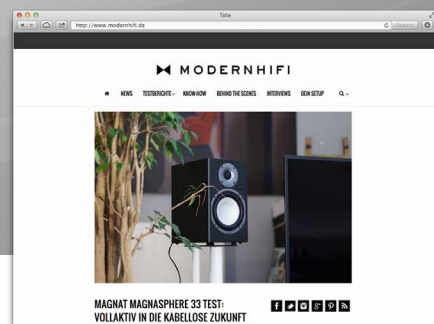 Title
http://www.modernhifi.de
MODERNHIFI
NEWS TESTBERICHTE KNOW-HOW BEHIND THE SCENES INTERVIEWS DEIN SETUP
MAGNAT MAGNASPHERE 33 TEST:
VOLLAKTIV IN DIE KABELLOSE ZUKUNFT